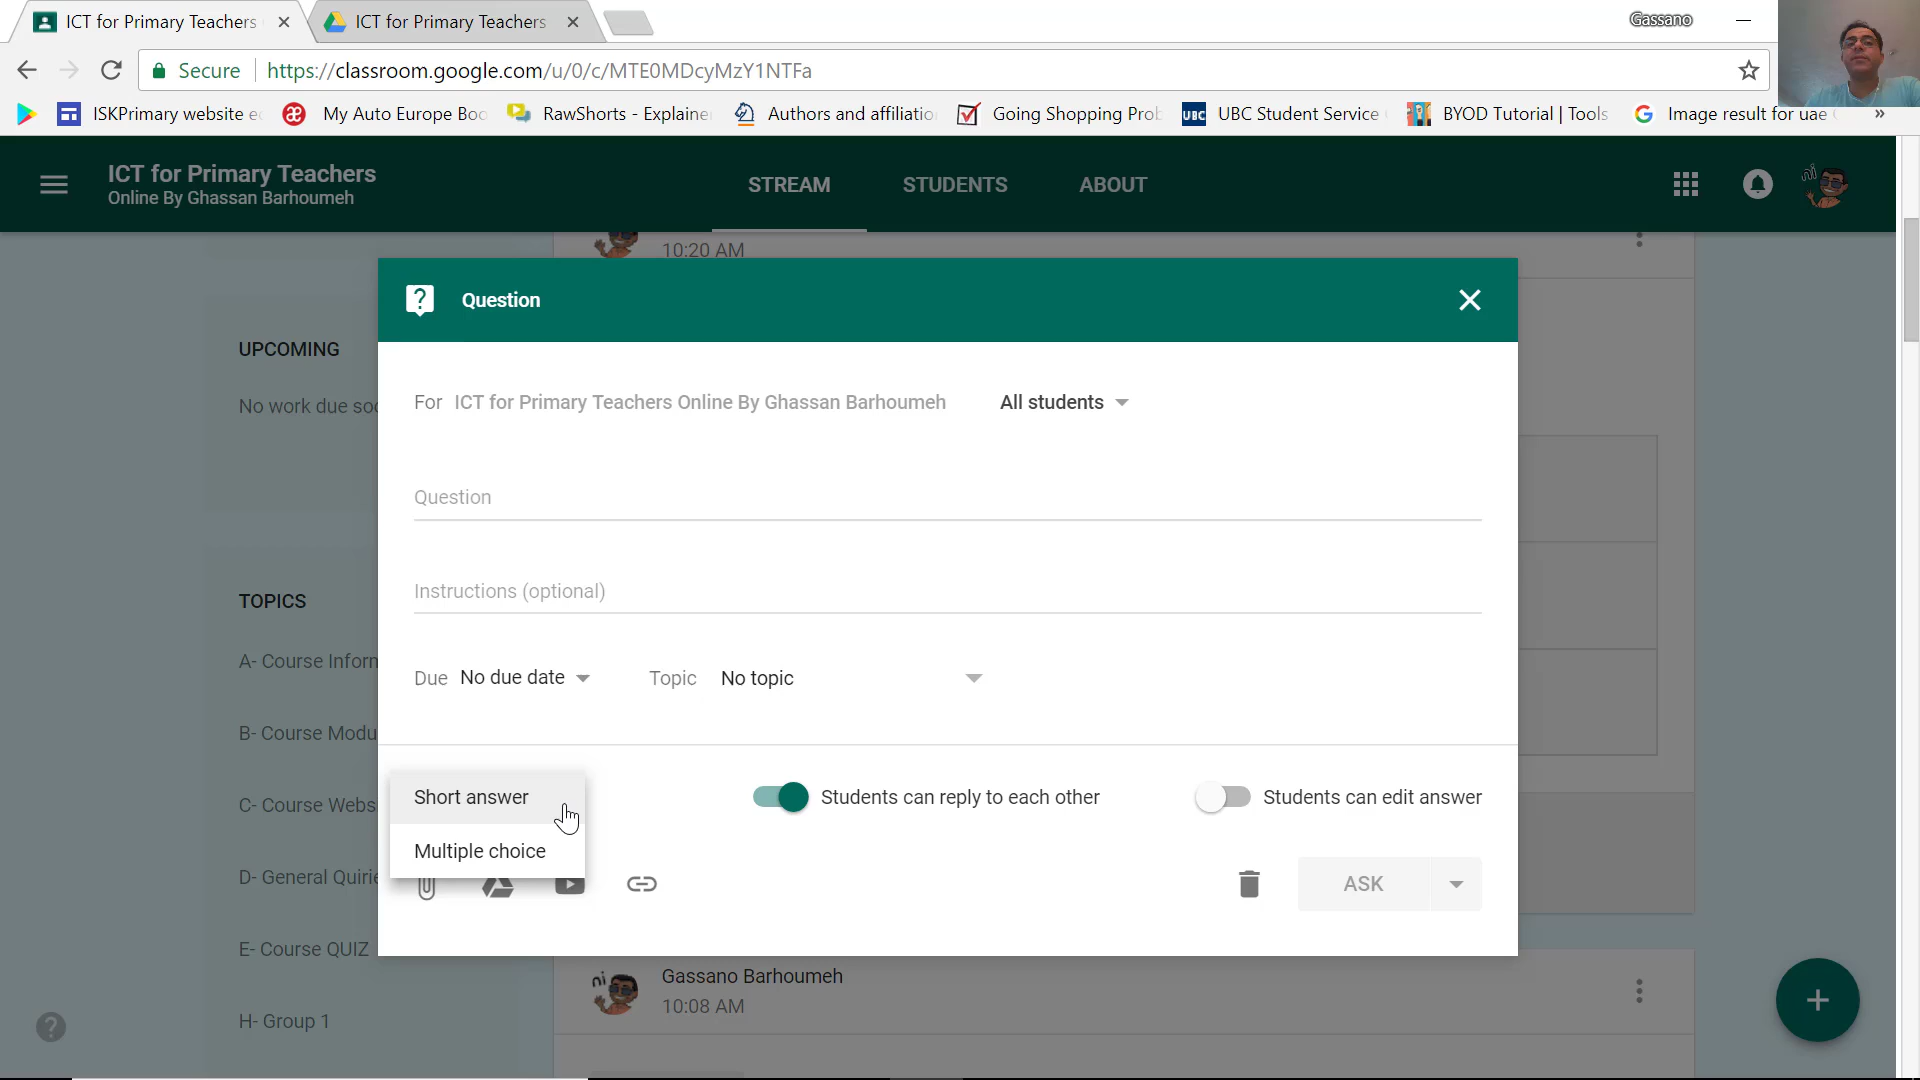 ICT for Primary Teachers
ICT for Primary Teachers
Gassano
Secure
https://classroom.google.com/u/0/c/MTE0MDcyMzY1NTFa
ISKPrimary website
My Auto Europe Boo
RawShorts - Explaine
Authors and affiliatio
Going Shopping Prob
UBC
UBC Student Service
BYOD Tutorial | Tools
Image result for uae
»
ICT for Primary Teachers
Online By Ghassan Barhoumeh
STREAM
STUDENTS
ABOUT
10:20 AM
Question
For ICT for Primary Teachers Online By Ghassan Barhoumeh
All students
UPCOMING
No work due soo
Question
Instructions (optional)
Due No due date
Topic No topic
TOPICS
A- Course Inform
B- Course Modu
C- Course Webs
D- General Quirie
E- Course QUIZ
H- Group 1
Short answer
Multiple choice
Students can reply to each other
Students can edit answer
ASK
Gassano Barhoumeh
10:08 AM